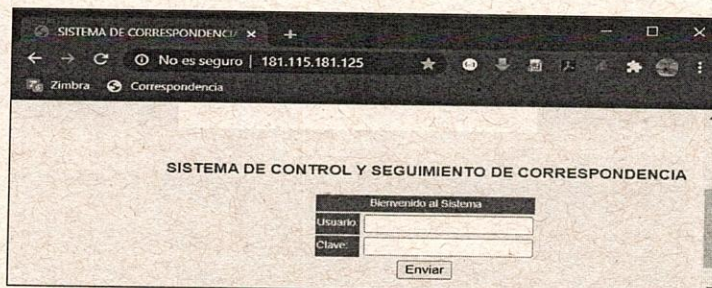 SISTEMA DE CORRESPONDENCI
No es seguro | 181.115.181.125
Zimbra Correspondencia
SISTEMA DE CONTROL Y SEGUIMIENTO DE CORRESPONDENCIA
Bienvenido al Sistema
Usuario:
Clave:
Enviar